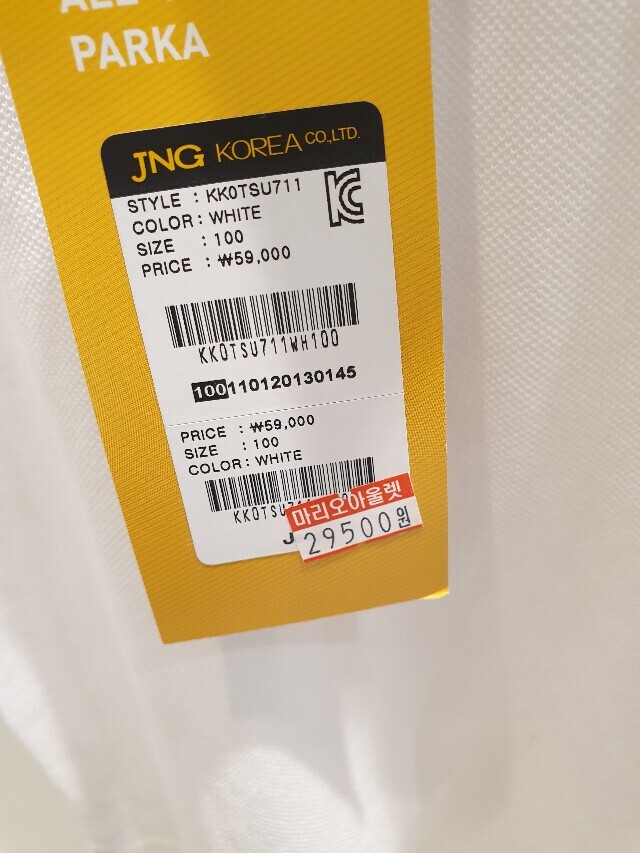 PARKA
JNG KOREA CO.,LTD.
STYLE : KK0TSU711
COLOR : WHITE
SIZE : 100
PRICE : ₩59,000
KK0TSU711WH100
100110120130145
PRICE : ₩59,000
SIZE : 100
COLOR : WHITE
KK0TSU
마리오아울렛
29500원